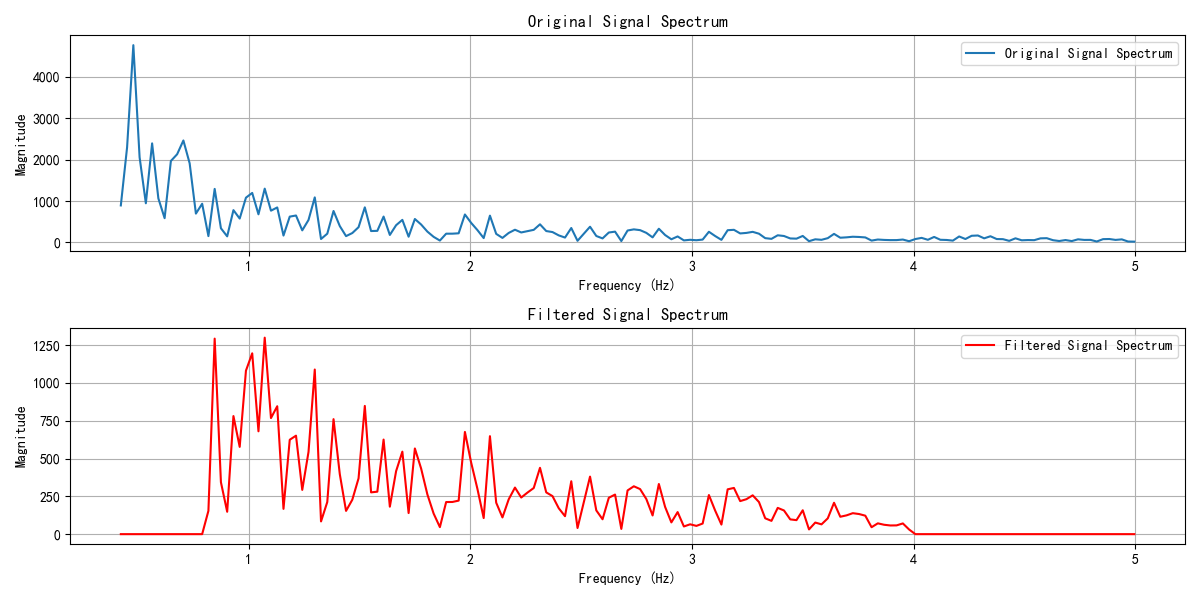 Original Signal Spectrum
Original Signal Spectrum
Magnitude
4000
3000
2000
1000
0
1 2 3 4 5
Frequency (Hz)
Filtered Signal Spectrum
Filtered Signal Spectrum
Magnitude
1250
1000
750
500
250
0
1 2 3 4 5
Frequency (Hz)